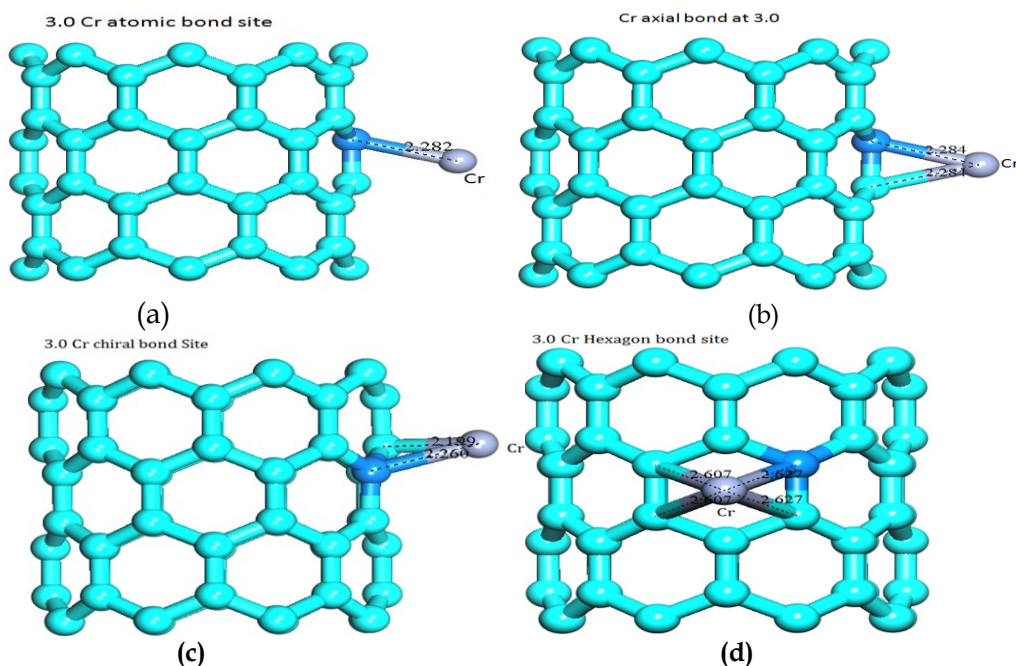 3.0 Cr atomic bond site
2.282
Cr
(a)
Cr axial bond at 3.0
2.284
2.284
Cr
(b)
3.0 Cr chiral bond Site
2.199
2.260
Cr
(c)
3.0 Cr Hexagon bond site
2.607 2.627
2.607 2.627
Cr
(d)